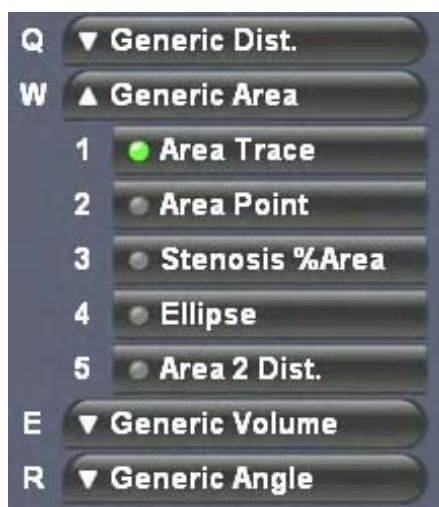 Q ▼ Generic Dist.
W ▲ Generic Area
1 Area Trace
2 Area Point
3 Stenosis %Area
4 Ellipse
5 Area 2 Dist.
E ▼ Generic Volume
R ▼ Generic Angle